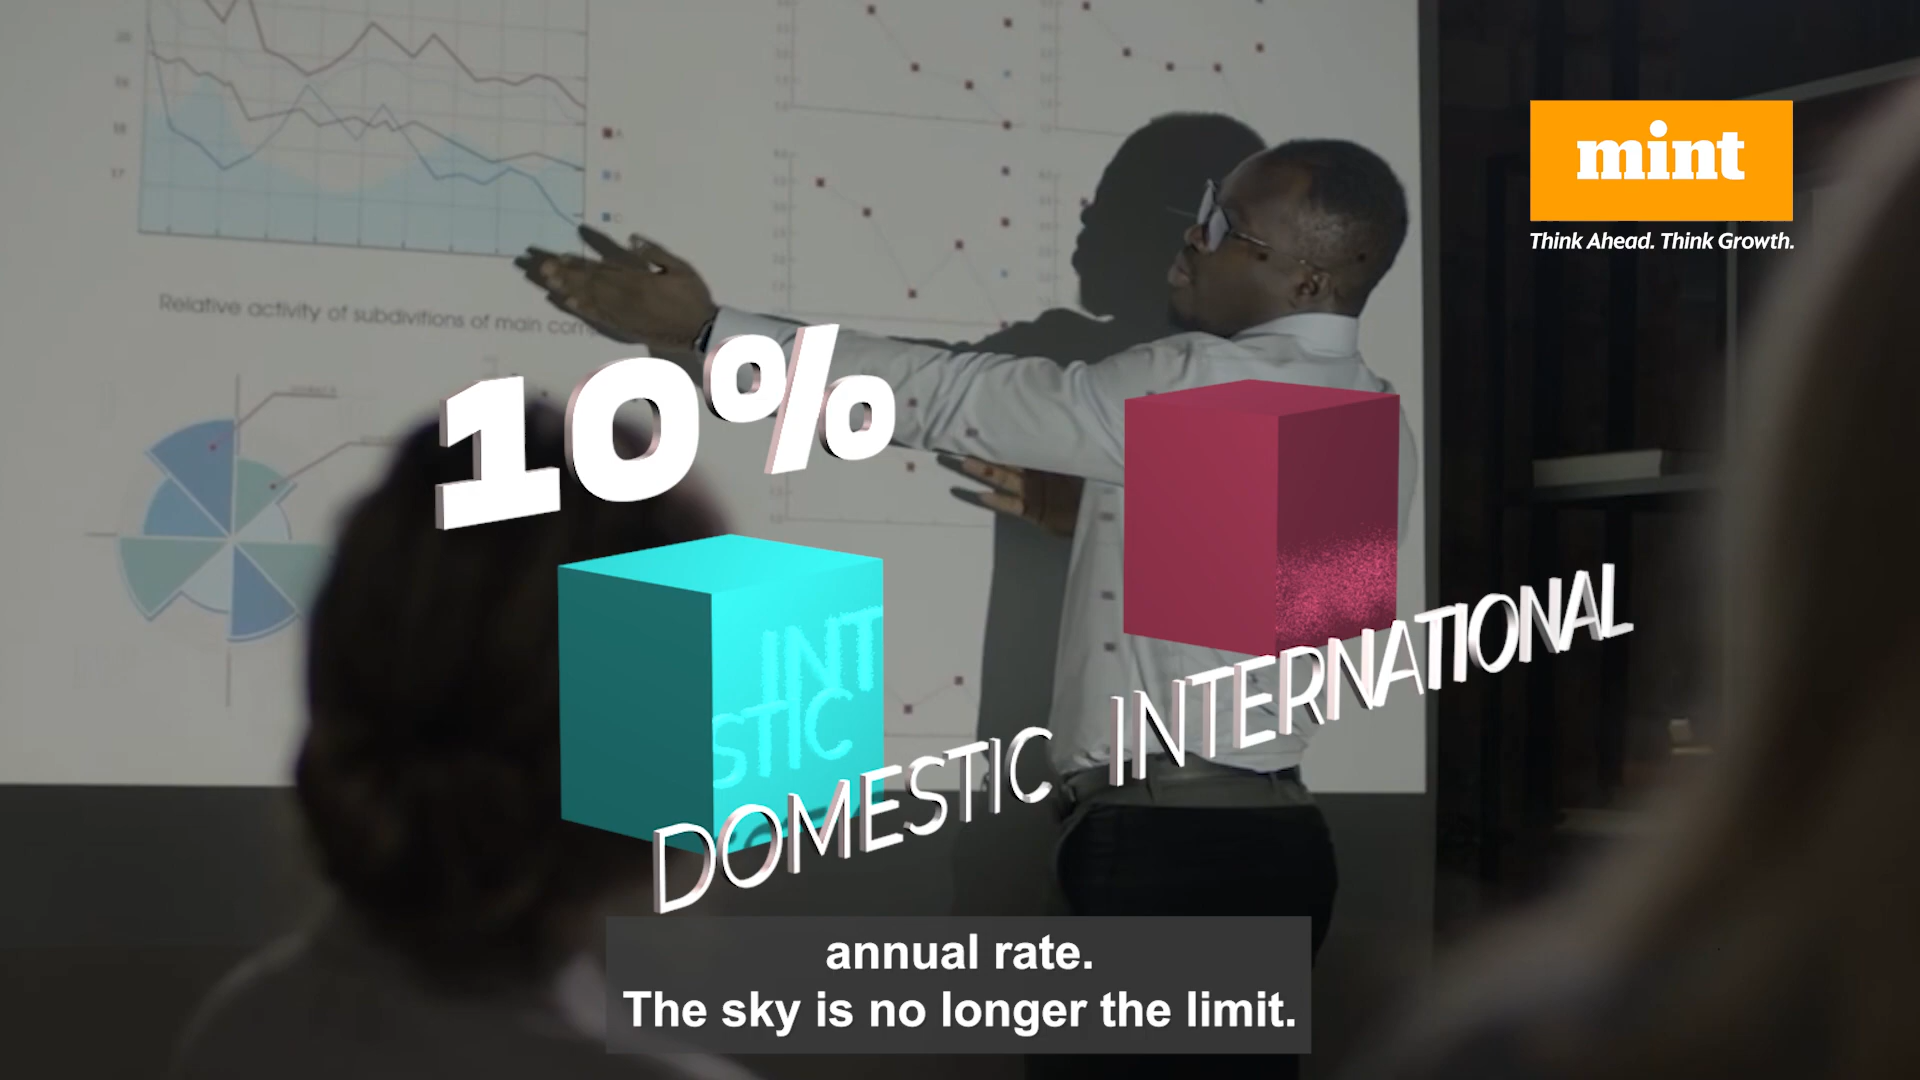 mint
Think Ahead. Think Growth.
Relative activity of subdivitions of main
10%
DOMESTIC
INTERNATIONAL
annual rate.
The sky is no longer the limit.